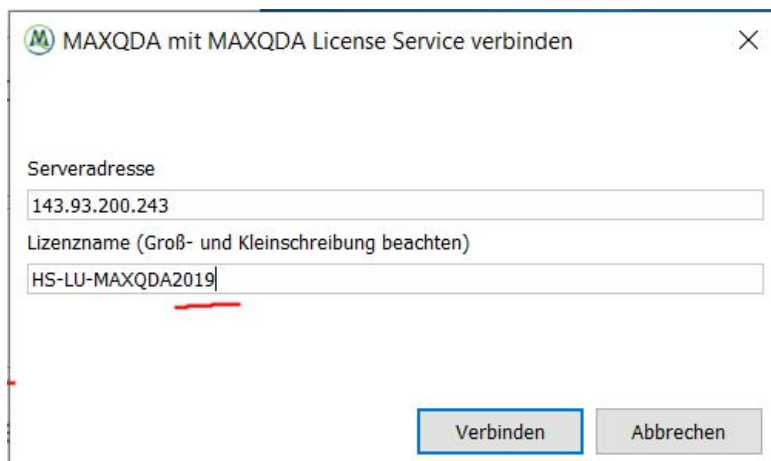 MAXQDA mit MAXQDA License Service verbinden
Serveradresse
143.93.200.243
Lizenzname (Groß- und Kleinschreibung beachten)
HS-LU-MAXQDA2019
Verbinden Abbrechen